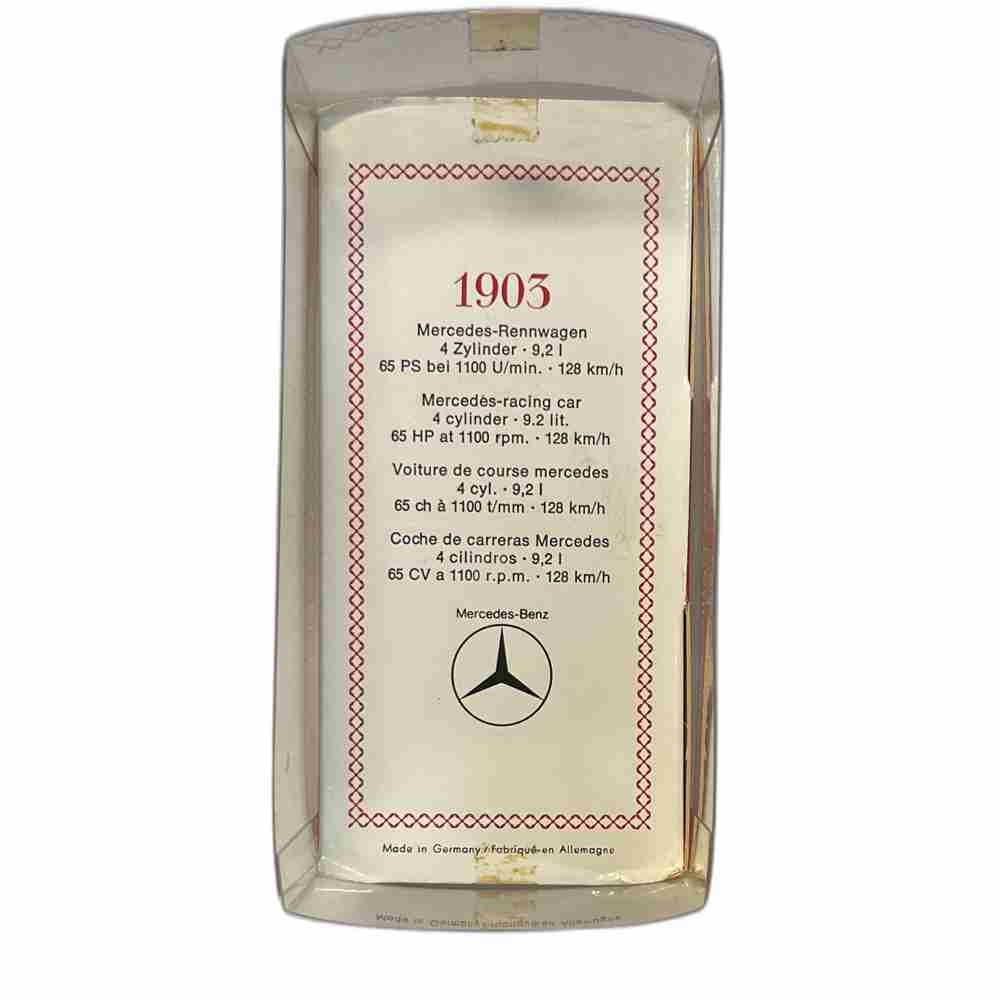 1903
Mercedes-Rennwagen
4 Zylinder · 9,2 l
65 PS bei 1100 U/min. · 128 km/h
Mercedes-racing car
4 cylinder · 9.2 lit.
65 HP at 1100 rpm. · 128 km/h
Voiture de course mercedes
4 cyl. · 9,2 l
65 ch à 1100 t/mm · 128 km/h
Coche de carreras Mercedes
4 cilindros · 9,2 l
65 CV a 1100 r.p.m. · 128 km/h
Mercedes-Benz
Made in Germany / Fabriqué en Allemagne